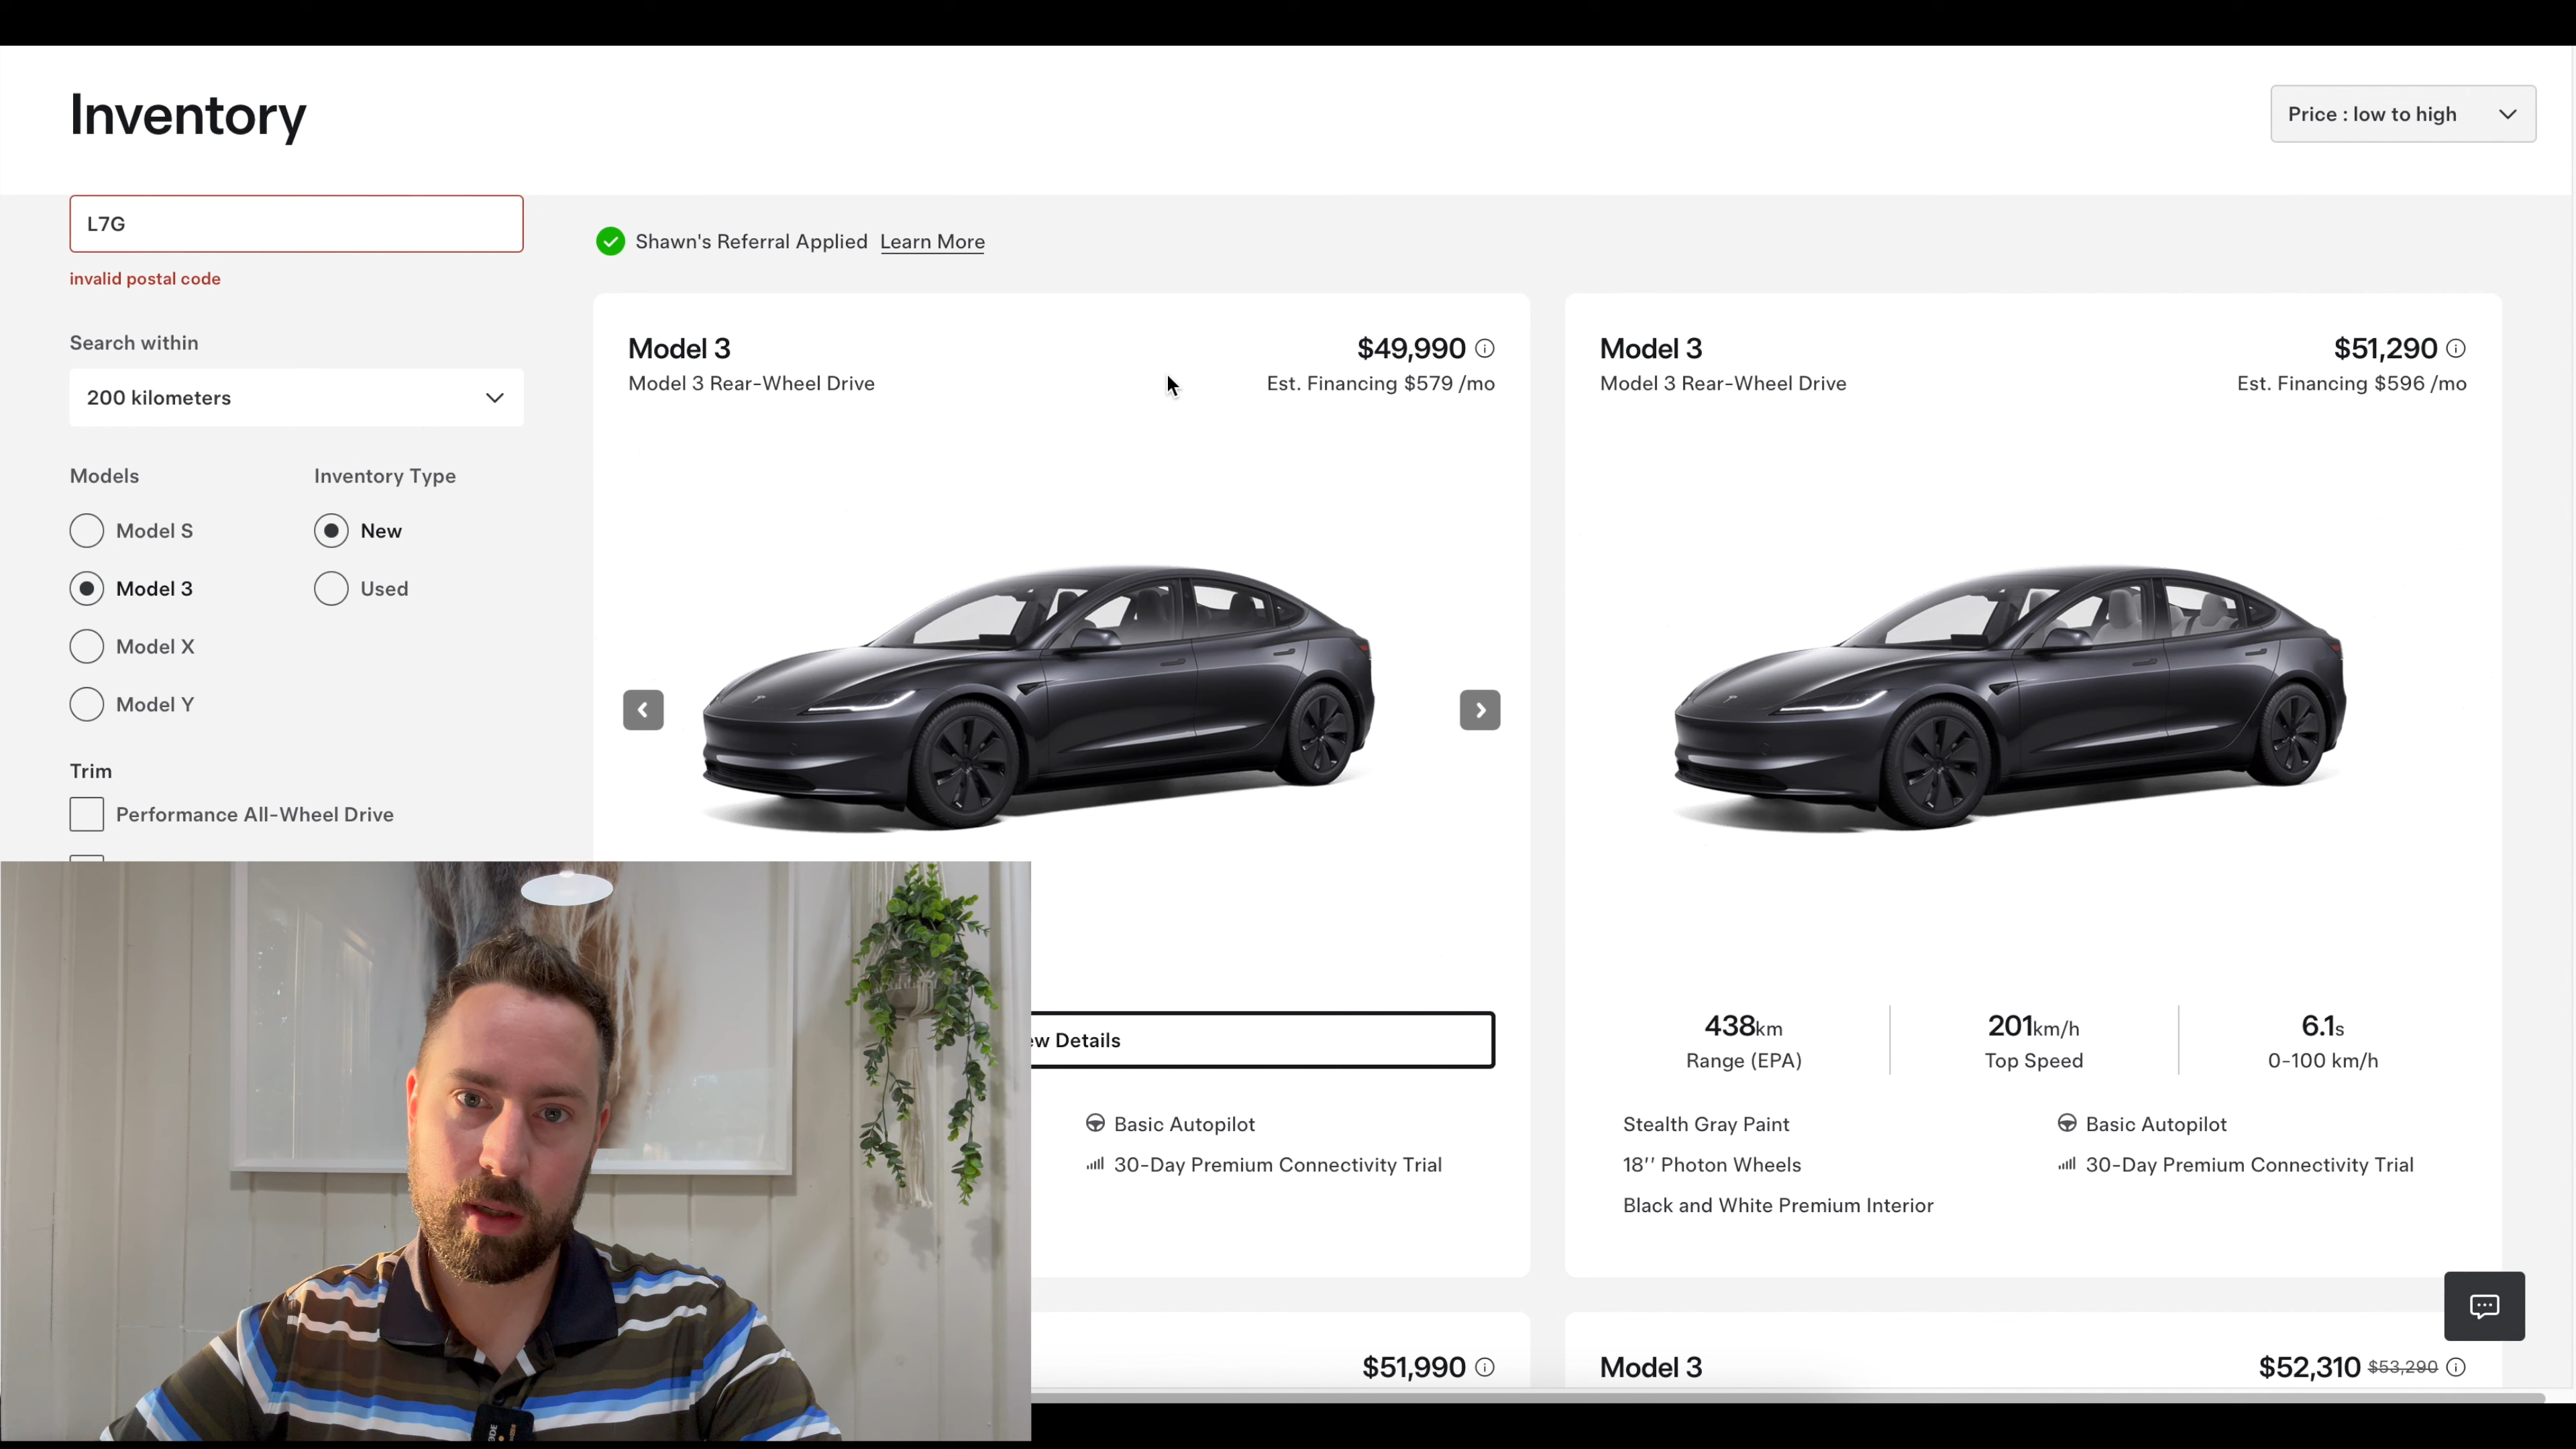 Inventory
Price : low to high
L7G
invalid postal code
Search within
200 kilometers
Models
Inventory Type
Model S
New
Model 3
Used
Model X
Model Y
Trim
Performance All-Wheel Drive
Shawn's Referral Applied Learn More
Model 3
$49,990
Model 3 Rear-Wheel Drive
Est. Financing $579 /mo
ew Details
Basic Autopilot
30-Day Premium Connectivity Trial
Model 3
$51,290
Model 3 Rear-Wheel Drive
Est. Financing $596 /mo
438km
Range (EPA)
201km/h
Top Speed
6.1s
0-100 km/h
Stealth Gray Paint
18’’ Photon Wheels
Black and White Premium Interior
Basic Autopilot
30-Day Premium Connectivity Trial
$51,990
Model 3
$52,310 $53,290